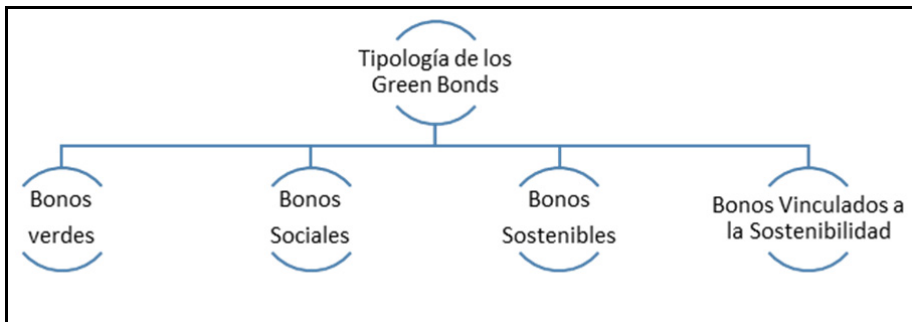 Tipología de los
Green Bonds
Bonos
verdes
Bonos
Sociales
Bonos
Sostenibles
Bonos Vinculados a
la Sostenibilidad